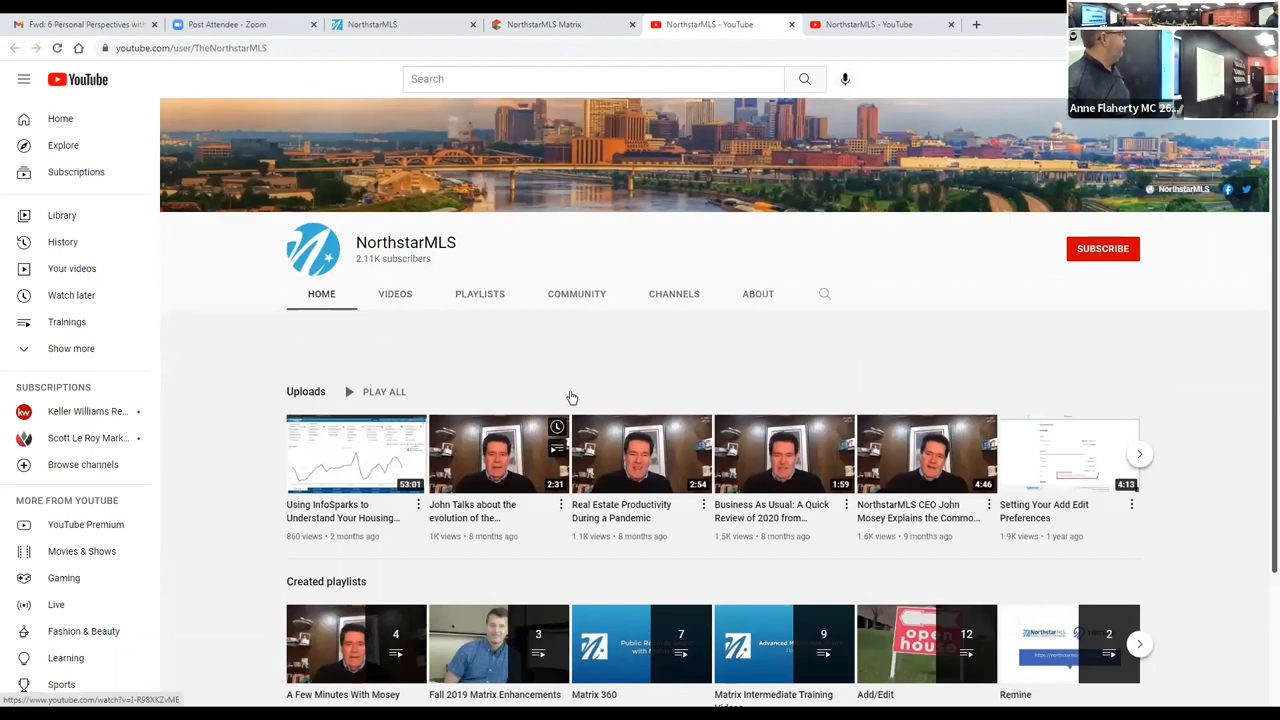 Fwd: 6 Personal Perspectives with
Post Attendee - Zoom
NorthstarMLS
NorthstarMLS Matrix
NorthstarMLS - YouTube
NorthstarMLS - YouTube
youtube.com/user/TheNorthstarMLS
Anne Flaherty MC 26...
YouTube
Search
Home
Explore
Subscriptions
Library
History
Your videos
Watch later
Trainings
Show more
SUBSCRIPTIONS
Keller Williams Re...
Scott Le Roy Mark...
Browse channels
MORE FROM YOUTUBE
YouTube Premium
Movies & Shows
Gaming
Live
Fashion & Beauty
Learning
Sports
https://www.youtube.com/watch?v=I-R98XKZvME
NorthstarMLS
NorthstarMLS
2.11K subscribers
SUBSCRIBE
HOME
VIDEOS
PLAYLISTS
COMMUNITY
CHANNELS
ABOUT
Uploads
PLAY ALL
53:01
2:31
2:54
1:59
4:46
4:13
Using InfoSparks to
Understand Your Housing...
860 views • 2 months ago
John Talks about the
evolution of the...
1K views • 8 months ago
Real Estate Productivity
During a Pandemic
1.1K views • 8 months ago
Business As Usual: A Quick
Review of 2020 from...
1.5K views • 8 months ago
NorthstarMLS CEO John
Mosey Explains the Commo...
1.6K views • 9 months ago
Setting Your Add Edit
Preferences
1.9K views • 1 year ago
Created playlists
4
3
7
9
12
2
A Few Minutes With Mosey
Fall 2019 Matrix Enhancements
Matrix 360
Matrix Intermediate Training
Videos
Add/Edit
Remine